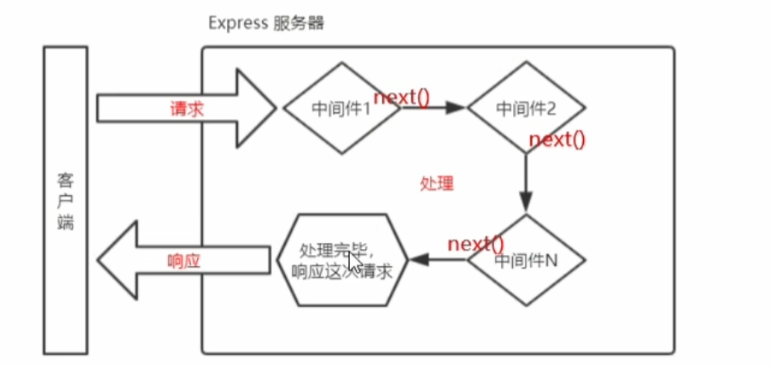 Express 服务器
客户端
请求
中间件1
next()
中间件2
next()
处理
next()
中间件N
处理完毕，
响应这次请求
响应